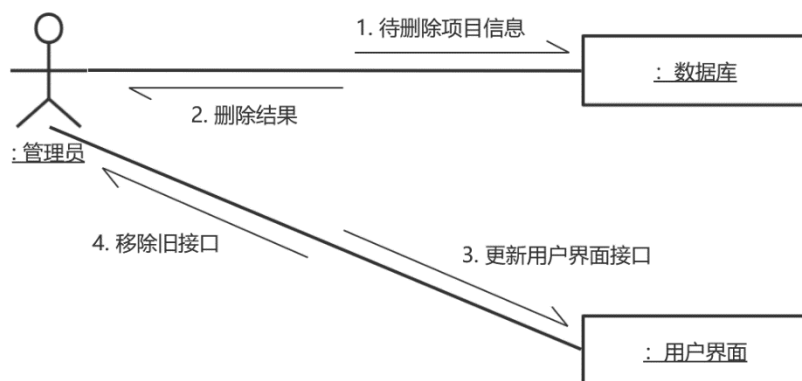 1. 待删除项目信息
: 数据库
2. 删除结果
: 管理员
4. 移除旧接口
3. 更新用户界面接口
: 用户界面